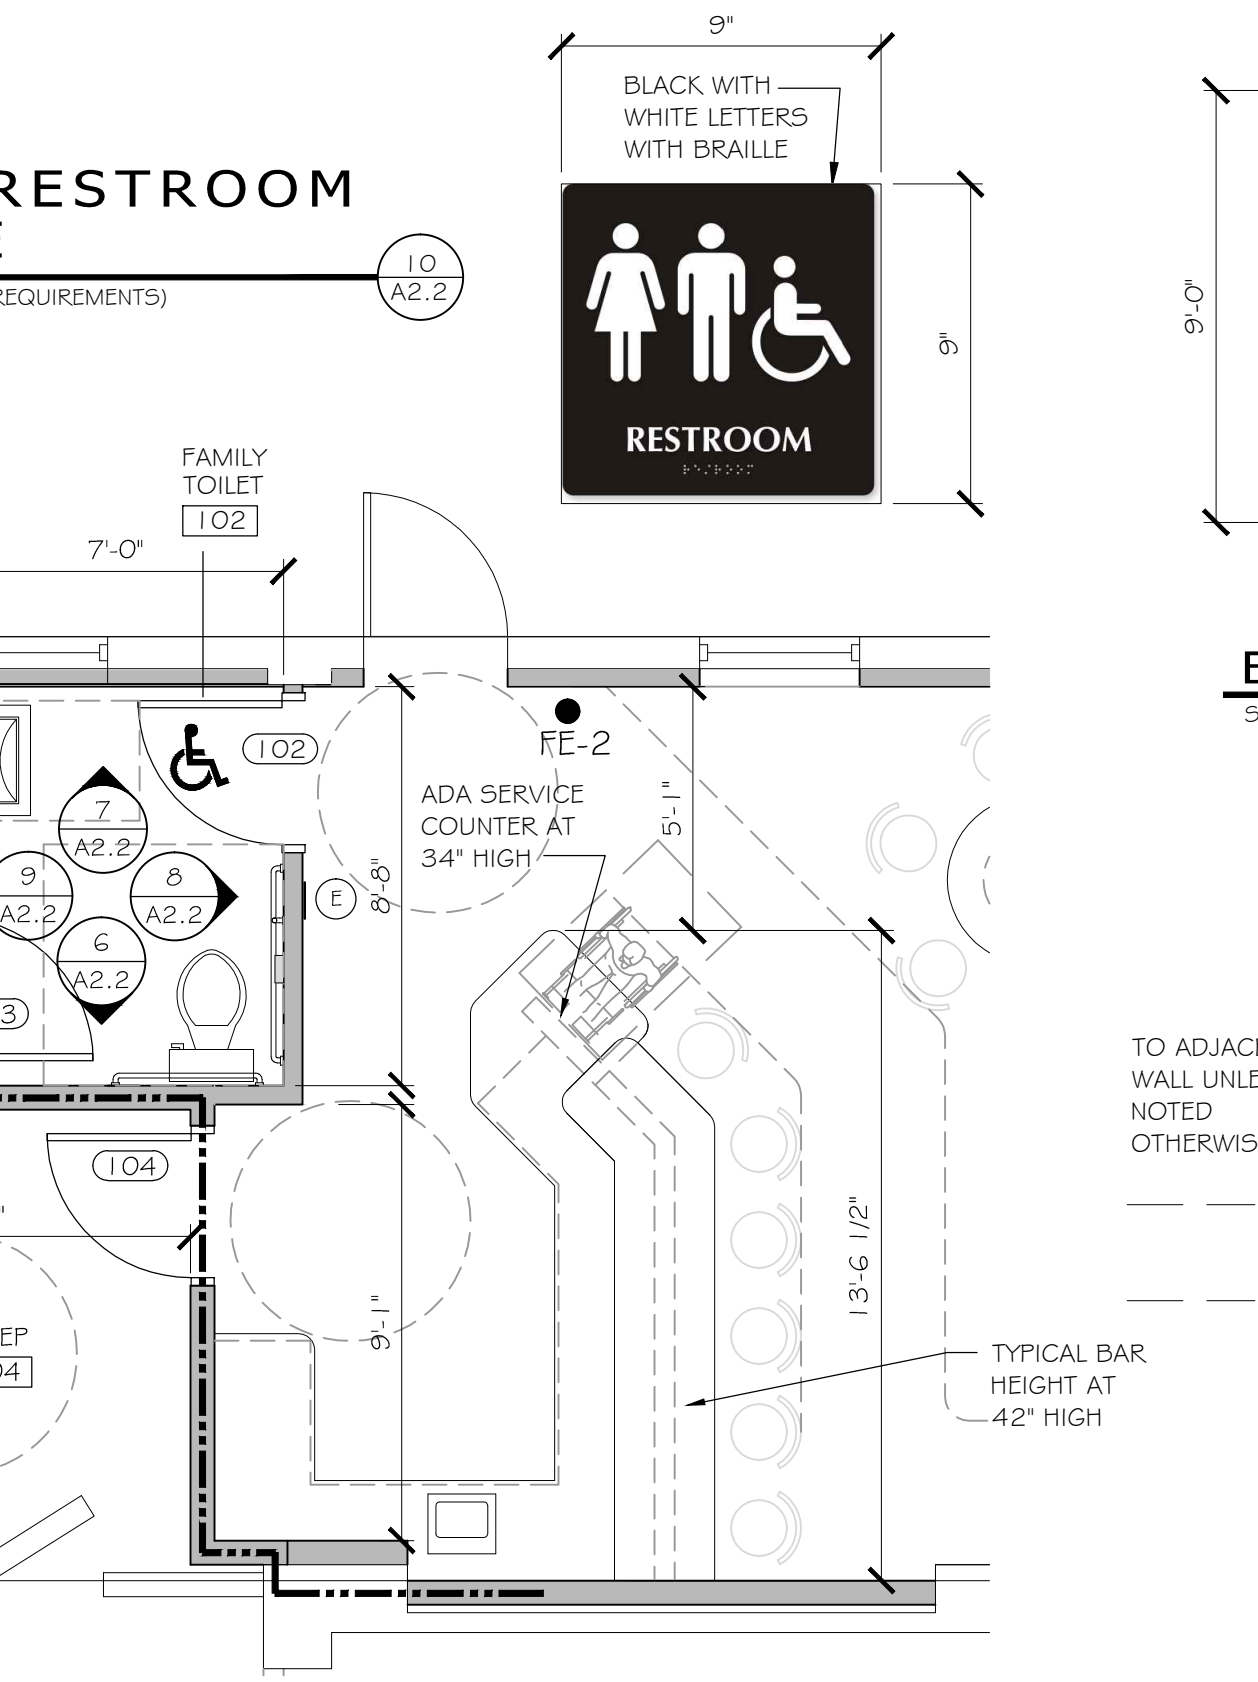 9"
BLACK WITH
WHITE LETTERS
WITH BRAILLE
RESTROOM
10
A2.2
REQUIREMENTS)
9'-0"
9"
RESTROOM
FAMILY
TOILET
102
7'-0"
102
FE-2
ADA SERVICE
COUNTER AT
34" HIGH
5'-1"
8'-8"
7
A2.2
9
A2.2
8
A2.2
E
6
A2.2
3
TO ADJAC
WALL UNLE
NOTED
OTHERWIS
104
13'-6 1/2"
9'-1"
EP
04
TYPICAL BAR
HEIGHT AT
42" HIGH